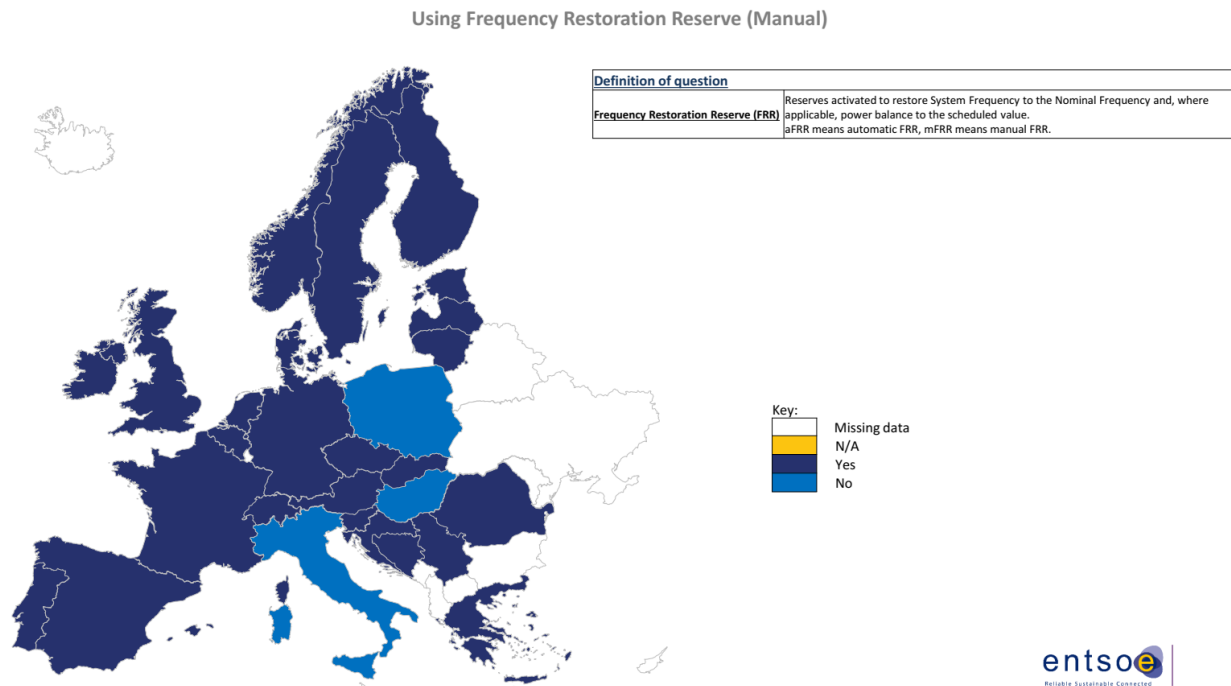 Using Frequency Restoration Reserve (Manual)
Definition of question
Frequency Restoration Reserve (FRR)
Reserves activated to restore System Frequency to the Nominal Frequency and, where
applicable, power balance to the scheduled value.
aFRR means automatic FRR, mFRR means manual FRR.
Key:
Missing data
N/A
Yes
No
entsoe
Reliable Sustainable Connected